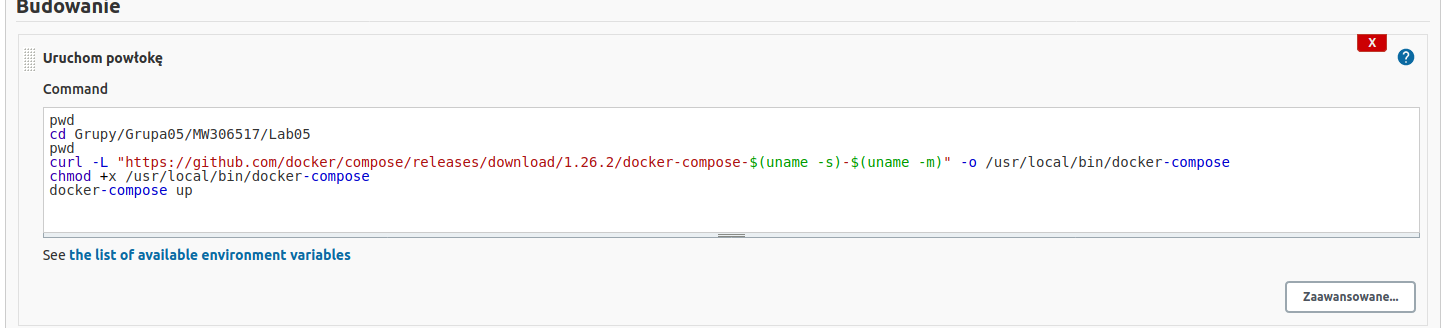 Budowanie
X
Uruchom powłokę
?
Command
pwd
cd Grupy/Grupa05/MW306517/Lab05
pwd
curl -L "https://github.com/docker/compose/releases/download/1.26.2/docker-compose-$(uname -s)-$(uname -m)" -o /usr/local/bin/docker-compose
chmod +x /usr/local/bin/docker-compose
docker-compose up
See the list of available environment variables
Zaawansowane...